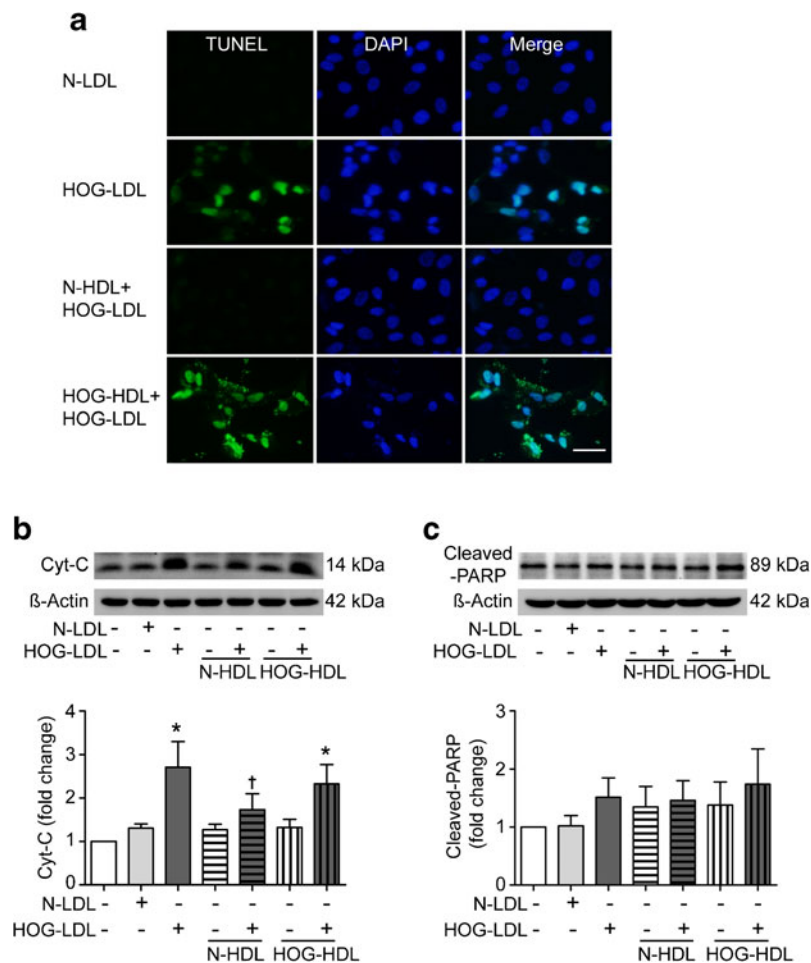 a
TUNEL DAPI Merge
N-LDL
HOG-LDL
N-HDL+
HOG-LDL
HOG-HDL+
HOG-LDL
b
Cyt-C 14 kDa
ß-Actin 42 kDa
N-LDL - + - - - - -
HOG-LDL - - + - + - +
N-HDL HOG-HDL
Cyt-C (fold change)
4
3
2
1
0
* † *
N-LDL - + - - - - -
HOG-LDL - - + - + - +
N-HDL HOG-HDL
c
Cleaved
-PARP 89 kDa
ß-Actin 42 kDa
N-LDL - + - - - - -
HOG-LDL - - + - + - +
N-HDL HOG-HDL
Cleaved-PARP
(fold change)
3
2
1
0
N-LDL - + - - - - -
HOG-LDL - - + - + - +
N-HDL HOG-HDL